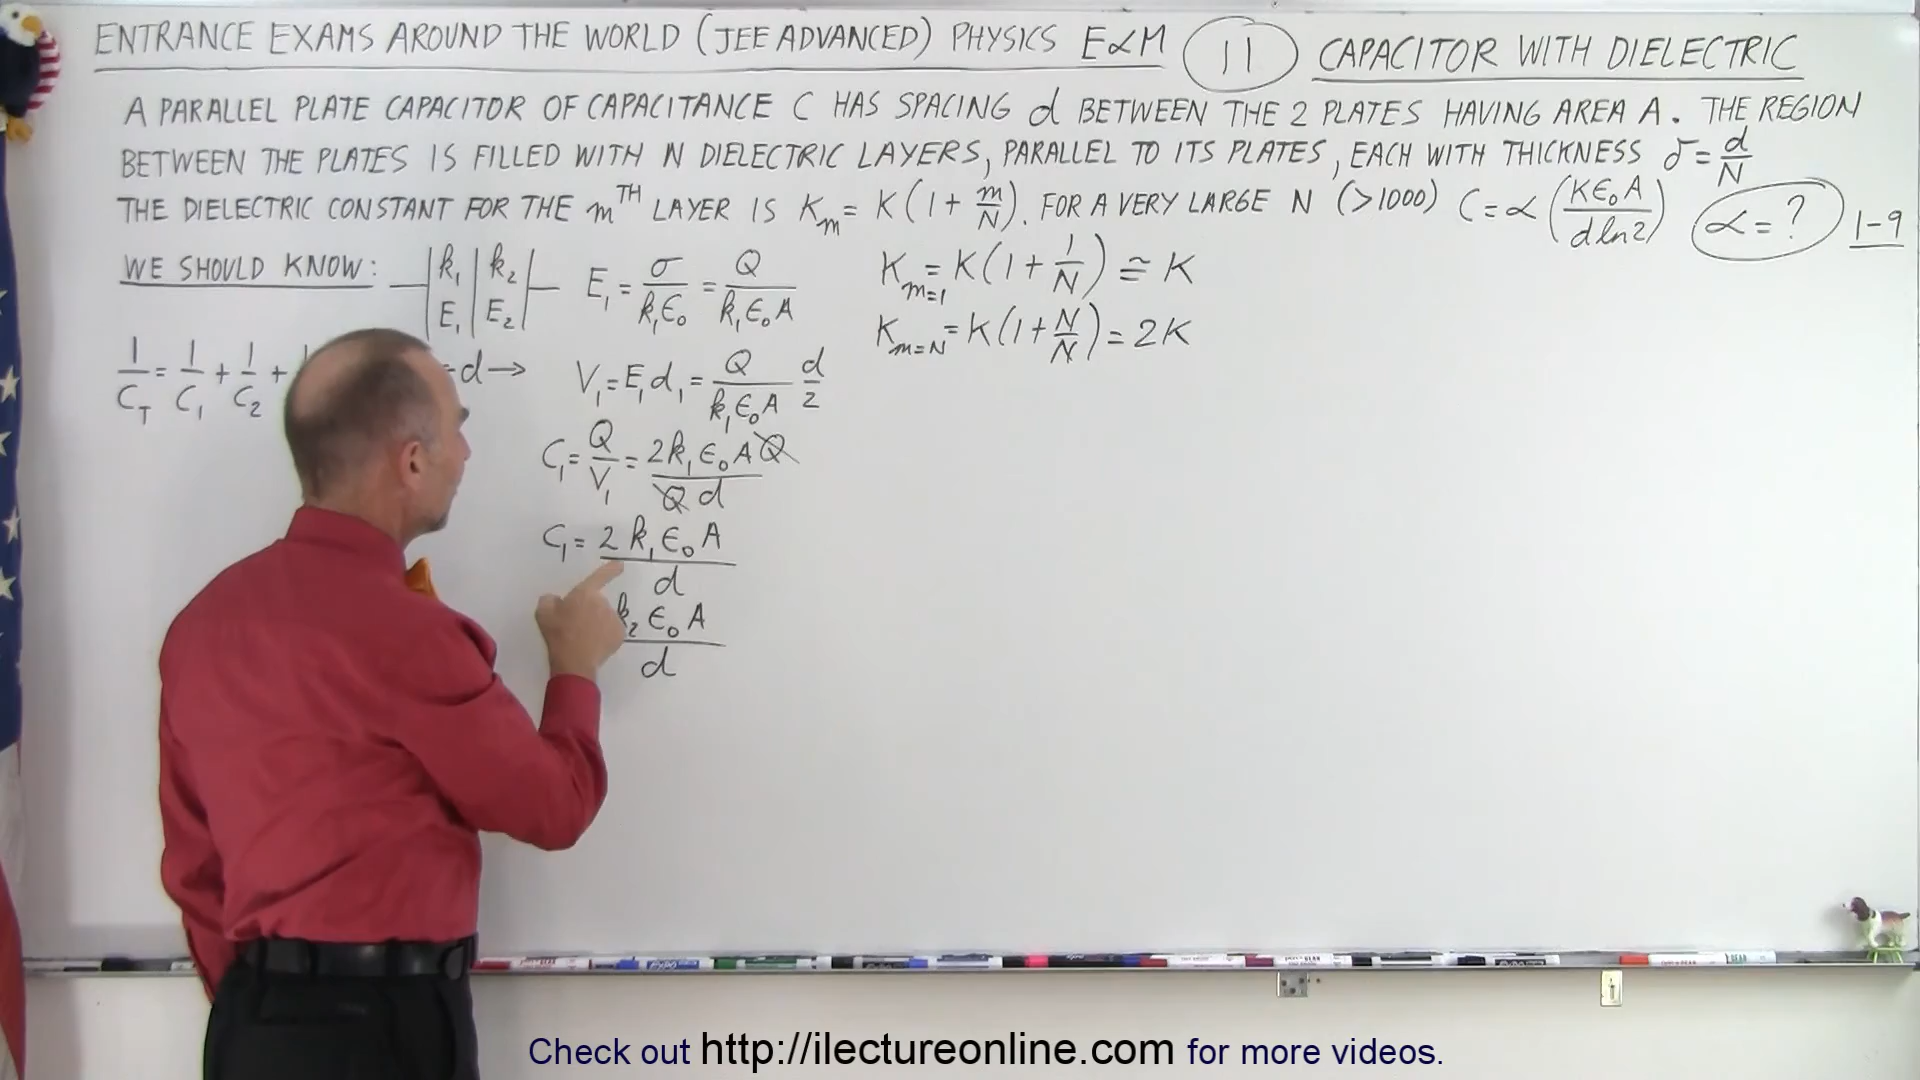 ENTRANCE EXAMS AROUND THE WORLD (JEE ADVANCED) PHYSICS E&M 11 CAPACITOR WITH DIELECTRIC
A PARALLEL PLATE CAPACITOR OF CAPACITANCE C HAS SPACING d BETWEEN THE 2 PLATES HAVING AREA A. THE REGION
BETWEEN THE PLATES IS FILLED WITH N DIELECTRIC LAYERS, PARALLEL TO ITS PLATES, EACH WITH THICKNESS δ = d/N
THE DIELECTRIC CONSTANT FOR THE m^TH LAYER IS K_m = K(1 + m/N). FOR A VERY LARGE N (>1000) C = α (Kϵ₀A / d ln2) α = ? 1-9
WE SHOULD KNOW: k₁ k₂
E₁ E₂
E₁ = σ/(k₁ϵ₀) = Q/(k₁ϵ₀A)
K_m=1 = K(1 + 1/N) ≅ K
K_m=N = K(1 + N/N) = 2K
1/C_T = 1/C₁ + 1/C₂ +
d→
V₁ = E₁d₁ = Q/(k₁ϵ₀A) d/2
C₁ = Q/V₁ = 2k₁ϵ₀AQ/(Qd)
C₁ = 2k₁ϵ₀A/d
k₂ϵ₀A/d
Check out http://ilectureonline.com for more videos.